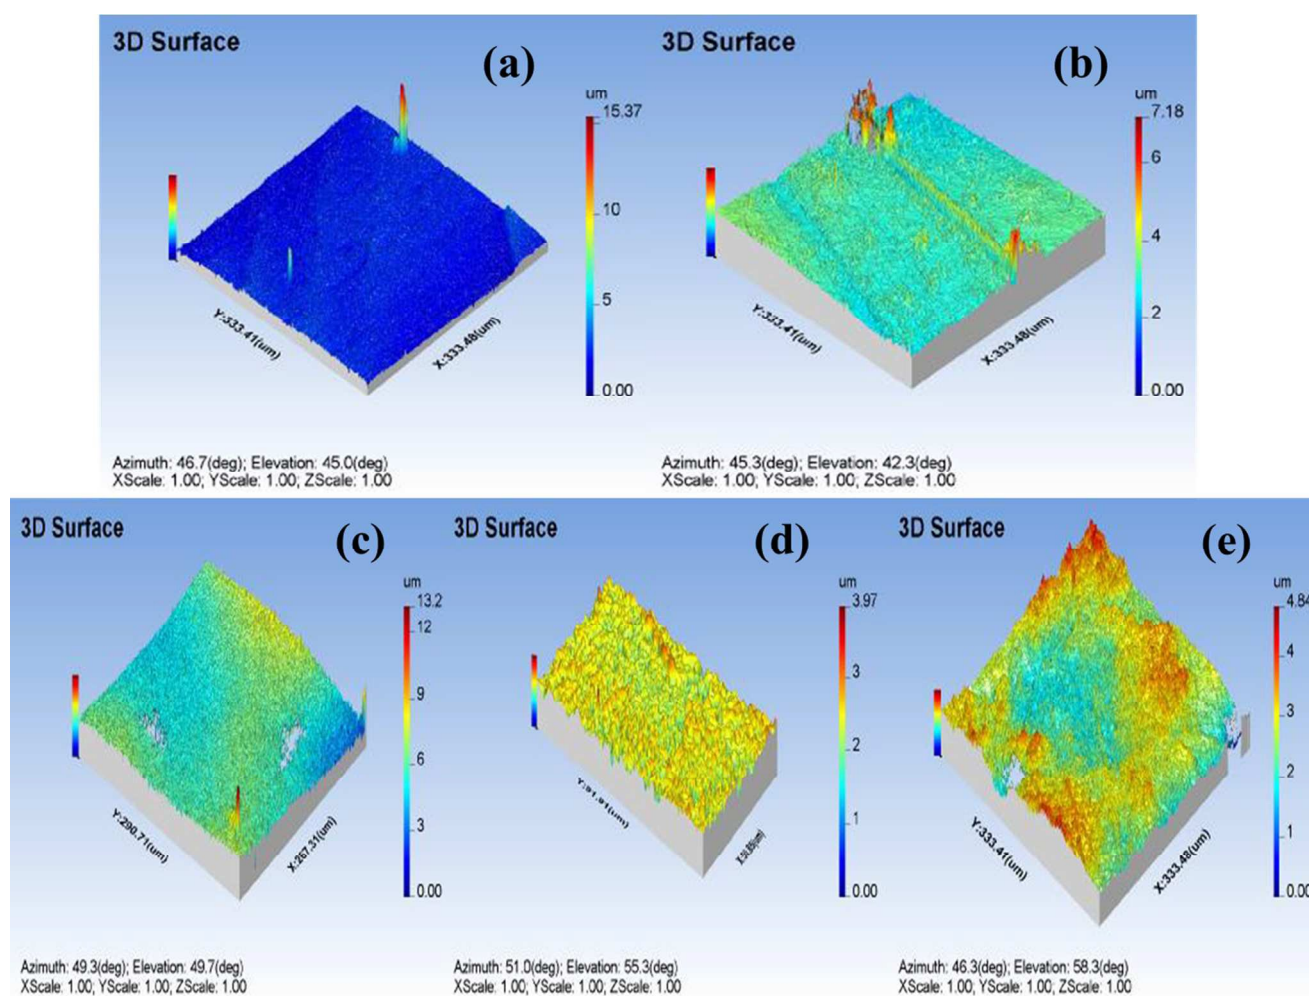 3D Surface
(a)
um
15.37
10
5
0.00
Y:333.41(um)
X:333.48(um)
Azimuth: 46.7(deg); Elevation: 45.0(deg)
XScale: 1.00; YScale: 1.00; ZScale: 1.00
3D Surface
(b)
um
7.18
6
4
2
0.00
Y:333.41(um)
X:333.48(um)
Azimuth: 45.3(deg); Elevation: 42.3(deg)
XScale: 1.00; YScale: 1.00; ZScale: 1.00
3D Surface
(c)
um
13.2
12
9
6
3
0.00
Y:290.71(um)
X:267.31(um)
Azimuth: 49.3(deg); Elevation: 49.7(deg)
XScale: 1.00; YScale: 1.00; ZScale: 1.00
3D Surface
(d)
um
3.97
3
2
1
0.00
Azimuth: 51.0(deg); Elevation: 55.3(deg)
XScale: 1.00; YScale: 1.00; ZScale: 1.00
3D Surface
(e)
um
4.84
4
3
2
1
0.00
Y:333.41(um)
X:333.48(um)
Azimuth: 46.3(deg); Elevation: 58.3(deg)
XScale: 1.00; YScale: 1.00; ZScale: 1.00